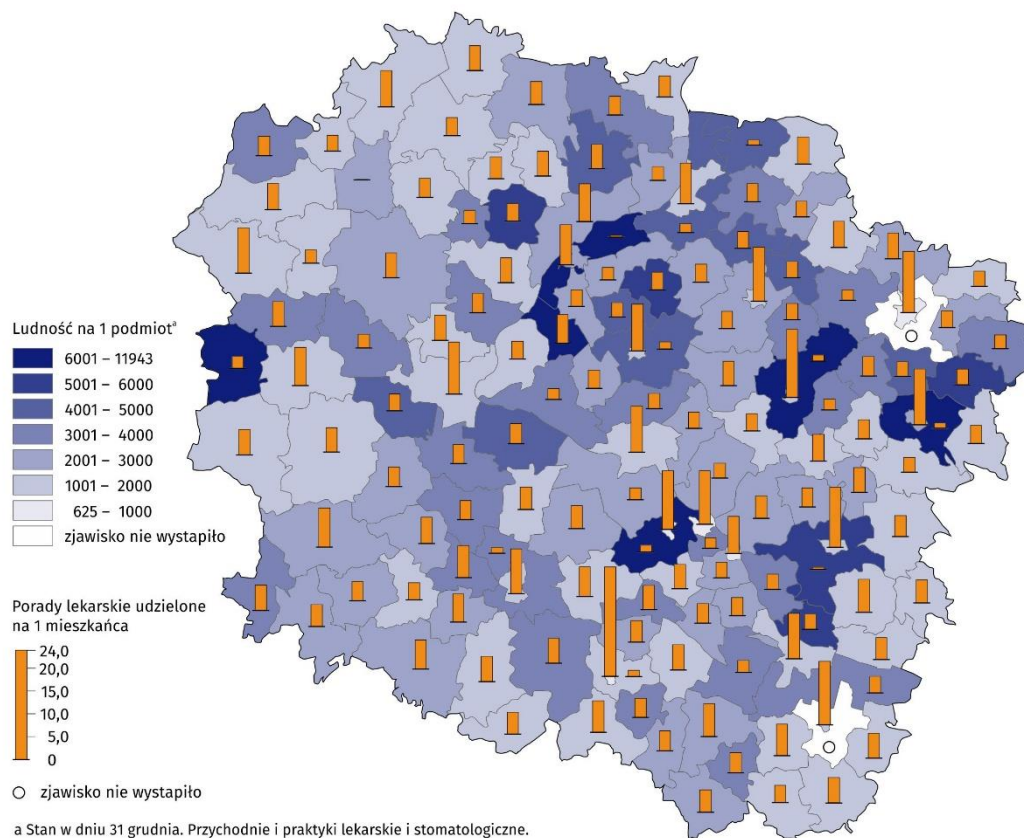 Ludność na 1 podmiotᵃ
6001 – 11943
5001 – 6000
4001 – 5000
3001 – 4000
2001 – 3000
1001 – 2000
625 – 1000
zjawisko nie wystąpiło
Porady lekarskie udzielone
na 1 mieszkańca
24,0
20,0
15,0
10,0
5,0
0
zjawisko nie wystąpiło
a Stan w dniu 31 grudnia. Przychodnie i praktyki lekarskie i stomatologiczne.